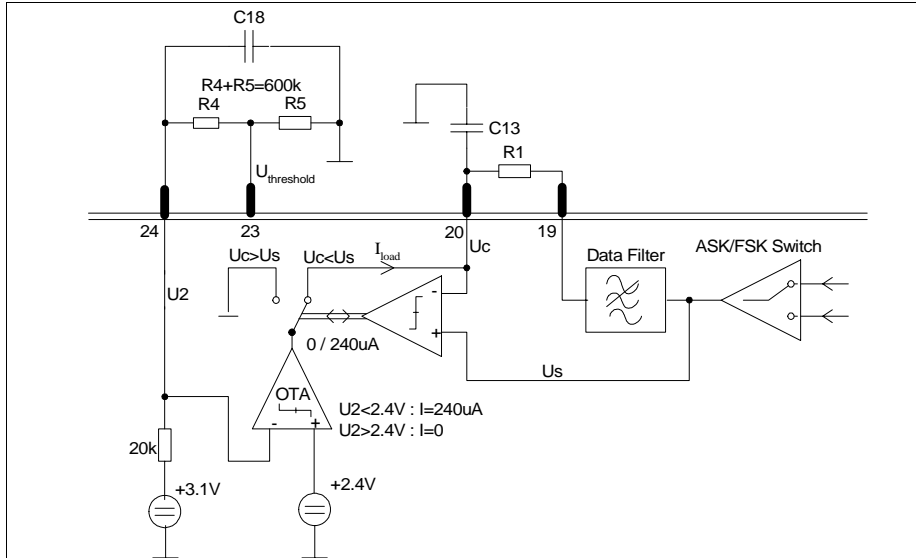 C18
R4+R5=600k
R4
R5
C13
R1
Uthreshold
24
23
20
19
Uc
Uc>Us
Uc<Us
Iload
Data Filter
ASK/FSK Switch
U2
-
+
0 / 240uA
Us
OTA
-
+
U2<2.4V : I=240uA
U2>2.4V : I=0
20k
+3.1V
+2.4V